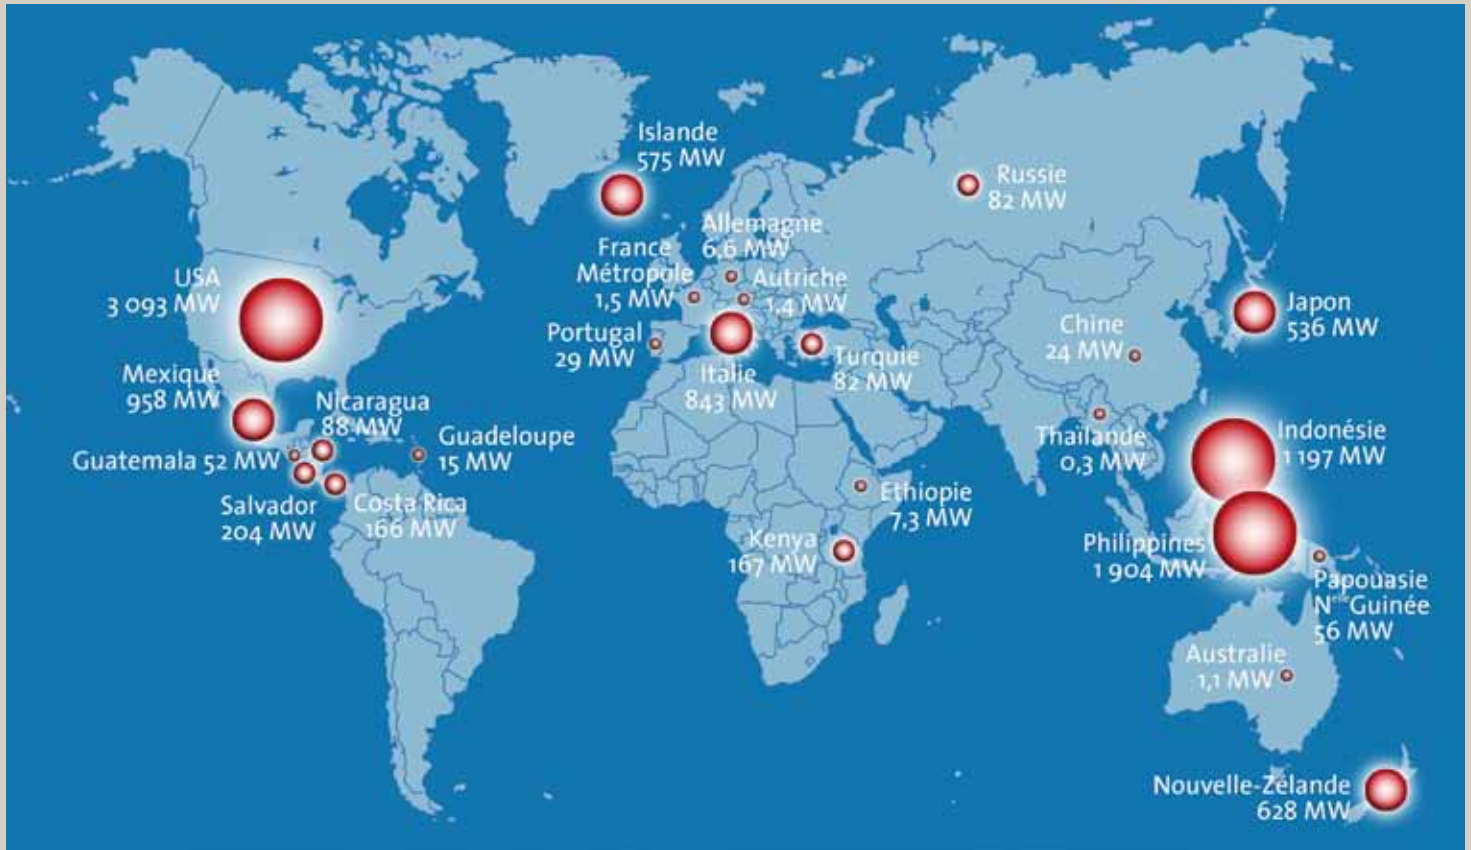 Islande
575 MW
Russie
82 MW
Allemagne
6,6 MW
France
Métropole
1,5 MW
Autriche
1,4 MW
USA
3 093 MW
Japon
536 MW
Chine
24 MW
Portugal
29 MW
Turquie
82 MW
Italie
843 MW
Mexique
958 MW
Nicaragua
88 MW
Guadeloupe
15 MW
Guatemala 52 MW
Thaïlande
0,3 MW
Indonésie
1 197 MW
Salvador
204 MW
Costa Rica
166 MW
Ethiopie
7,3 MW
Kenya
167 MW
Philippines
1 904 MW
Papouasie
Nelle Guinée
56 MW
Australie
1,1 MW
Nouvelle-Zélande
628 MW